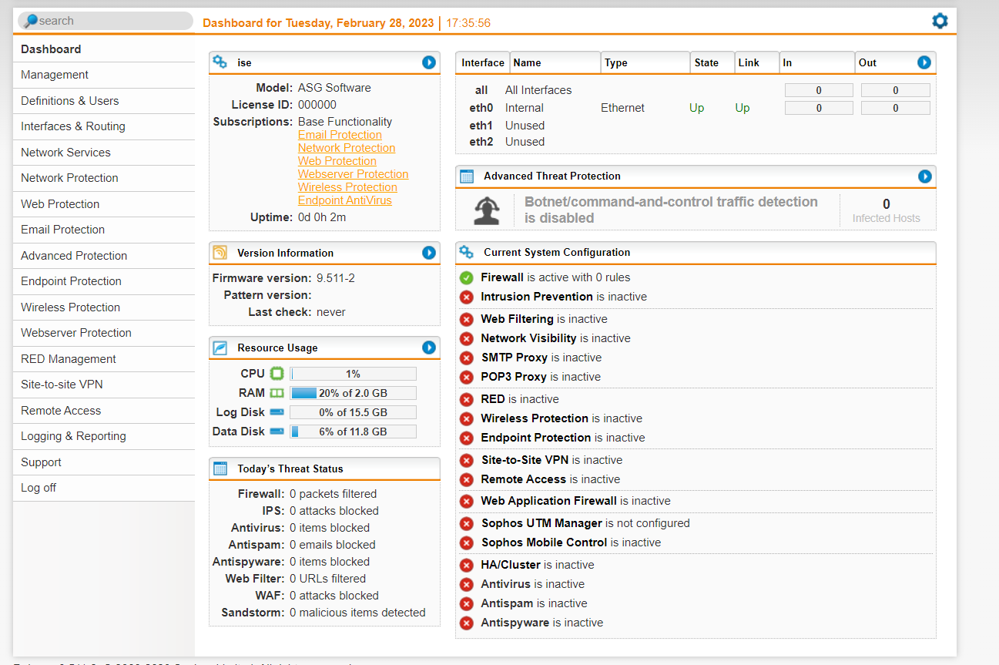 search
Dashboard for Tuesday, February 28, 2023 | 17:35:56
Dashboard
Management
Definitions & Users
Interfaces & Routing
Network Services
Network Protection
Web Protection
Email Protection
Advanced Protection
Endpoint Protection
Wireless Protection
Webserver Protection
RED Management
Site-to-site VPN
Remote Access
Logging & Reporting
Support
Log off
ise
Model: ASG Software
License ID: 000000
Subscriptions: Base Functionality
Email Protection
Network Protection
Web Protection
Webserver Protection
Wireless Protection
Endpoint AntiVirus
Uptime: 0d 0h 2m
Version Information
Firmware version: 9.511-2
Pattern version:
Last check: never
Resource Usage
CPU 1%
RAM 20% of 2.0 GB
Log Disk 0% of 15.5 GB
Data Disk 6% of 11.8 GB
Today's Threat Status
Firewall: 0 packets filtered
IPS: 0 attacks blocked
Antivirus: 0 items blocked
Antispam: 0 emails blocked
Antispyware: 0 items blocked
Web Filter: 0 URLs filtered
WAF: 0 attacks blocked
Sandstorm: 0 malicious items detected
Interface Name Type State Link In Out
all All Interfaces 0 0
eth0 Internal Ethernet Up Up 0 0
eth1 Unused
eth2 Unused
Advanced Threat Protection
Botnet/command-and-control traffic detection
is disabled
0
Infected Hosts
Current System Configuration
Firewall is active with 0 rules
Intrusion Prevention is inactive
Web Filtering is inactive
Network Visibility is inactive
SMTP Proxy is inactive
POP3 Proxy is inactive
RED is inactive
Wireless Protection is inactive
Endpoint Protection is inactive
Site-to-Site VPN is inactive
Remote Access is inactive
Web Application Firewall is inactive
Sophos UTM Manager is not configured
Sophos Mobile Control is inactive
HA/Cluster is inactive
Antivirus is inactive
Antispam is inactive
Antispyware is inactive